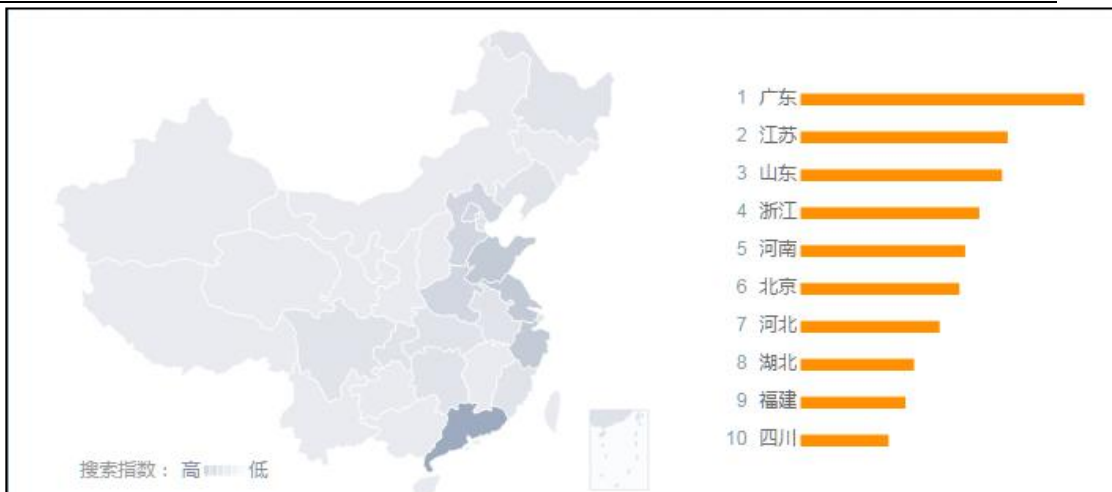 1 广东
2 江苏
3 山东
4 浙江
5 河南
6 北京
7 河北
8 湖北
9 福建
10 四川
搜索指数： 高 低